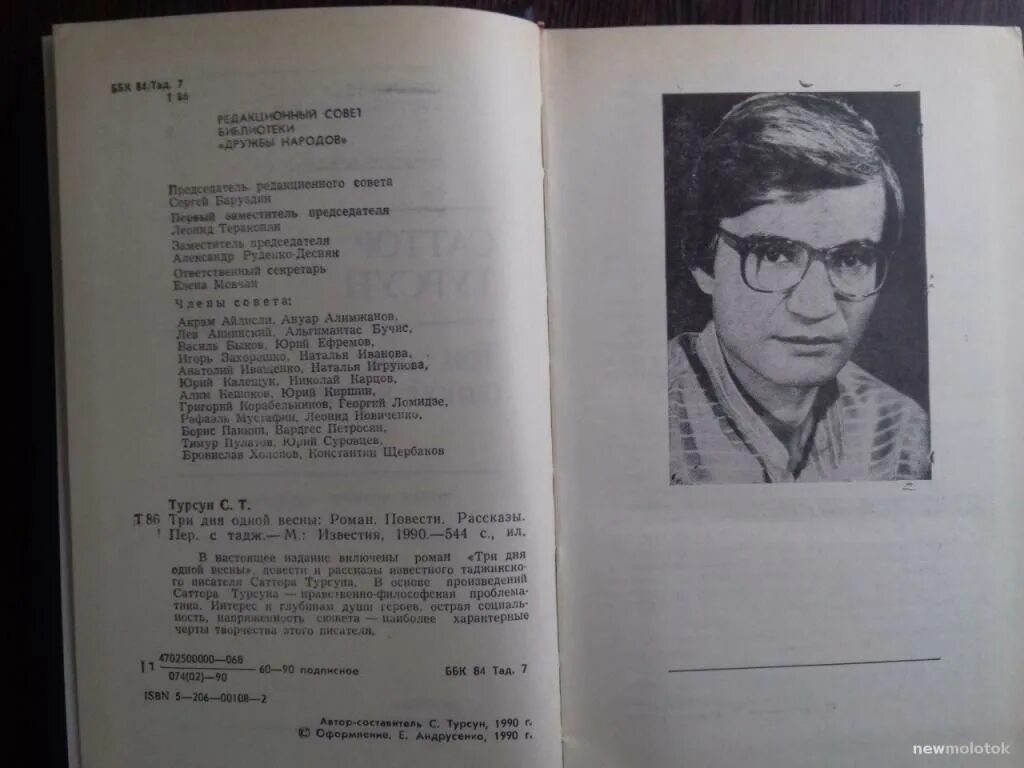 ББК 84 Тад. 7
Т 86
РЕДАКЦИОННЫЙ СОВЕТ
БИБЛИОТЕКИ
«ДРУЖБЫ НАРОДОВ»
Председатель редакционного совета
Сергей Баруздин
Первый заместитель председателя
Леонид Теракопян
Заместитель председателя
Александр Руденко-Десняк
Ответственный секретарь
Елена Мовчан
Члены совета:
Акрам Айлисли, Ануар Алимжанов,
Лев Аннинский, Альгимантас Бучис,
Василь Быков, Юрий Ефремов,
Игорь Захорошко, Наталья Иванова,
Анатолий Иващенко, Наталья Игрунова,
Юрий Калещук, Николай Карцов,
Алим Кешоков, Юрий Киршин,
Григорий Корабельников, Георгий Ломидзе,
Рафаэль Мустафин, Леонид Новиченко,
Борис Панкин, Вардгес Петросян,
Тимур Пулатов, Юрий Суровцев,
Бронислав Холопов, Константин Щербаков
Турсун С. Т.
Т 86 Три дня одной весны: Роман. Повести. Рассказы.
Пер. с тадж.— М.: Известия, 1990.—544 с., ил.
В настоящее издание включены роман «Три дня
одной весны», повести и рассказы известного таджикско-
го писателя Саттора Турсуна. В основе произведений
Саттора Турсуна — нравственно-философская проблема-
тика. Интерес к глубинам души героев, острая социаль-
ность, напряженность сюжета — наиболее характерные
черты творчества этого писателя.
4702500000—068
074(02)—90
60—90 подписное
ББК 84 Тад. 7
ISBN 5—206—00108—2
Автор-составитель С. Турсун, 1990 г.
© Оформление. Е. Андрусенко, 1990 г.
newmolotok